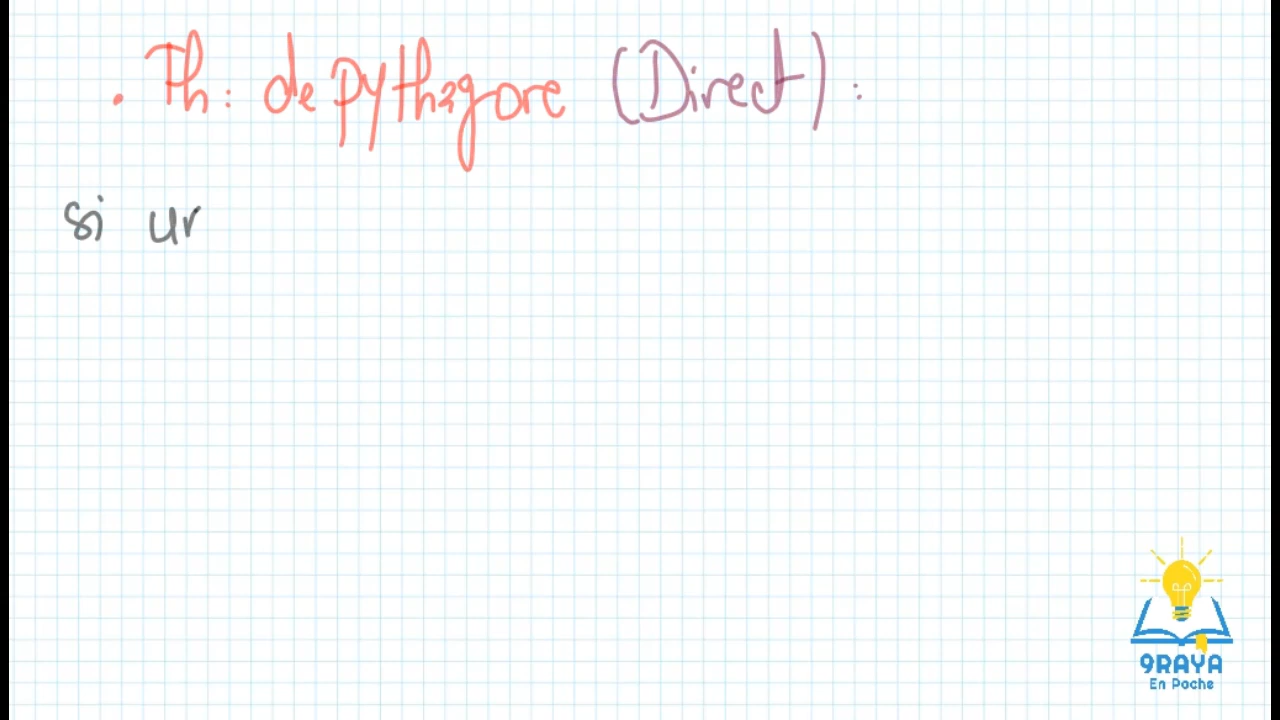 . Th: de pythagore (Direct):
si ur
9RAYA
En Poche